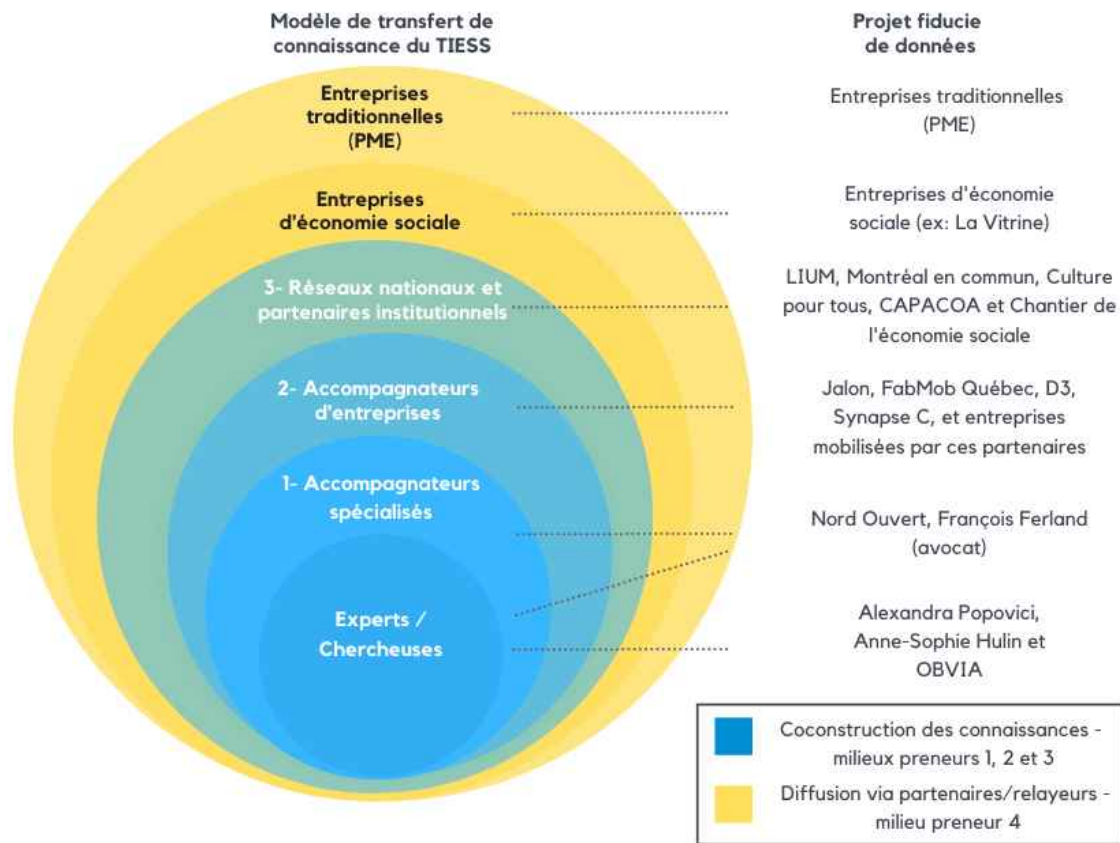 Modèle de transfert de
connaissance du TIESS
Projet fiducie
de données
Entreprises
traditionnelles
(PME)
Entreprises traditionnelles
(PME)
Entreprises
d'économie sociale
Entreprises d'économie
sociale (ex: La Vitrine)
3- Réseaux nationaux et
partenaires institutionnels
LIUM, Montréal en commun, Culture
pour tous, CAPACOA et Chantier de
l'économie sociale
2- Accompagnateurs
d'entreprises
Jalon, FabMob Québec, D3,
Synapse C, et entreprises
mobilisées par ces partenaires
1- Accompagnateurs
spécialisés
Nord Ouvert, François Ferland
(avocat)
Experts /
Chercheuses
Alexandra Popovici,
Anne-Sophie Hulin et
OBVIA
Coconstruction des connaissances -
milieux preneurs 1, 2 et 3
Diffusion via partenaires/relayeurs -
milieu preneur 4